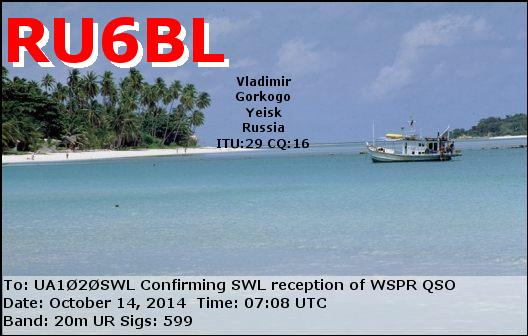 RU6BL
Vladimir
Gorkogo
Yeisk
Russia
ITU:29 CQ:16
To: UA1Ø2ØSWL Confirming SWL reception of WSPR QSO
Date: October 14, 2014 Time: 07:08 UTC
Band: 20m UR Sigs: 599